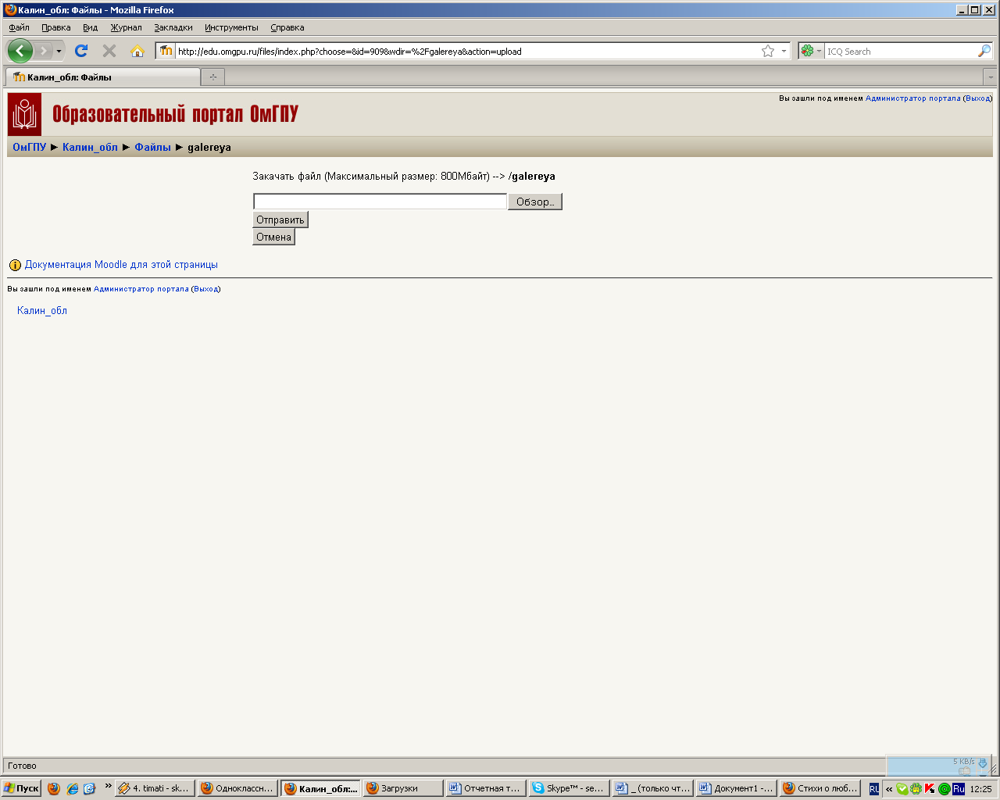 Калин_обл: Файлы - Mozilla Firefox
Файл Правка Вид Журнал Закладки Инструменты Справка
http://edu.omgpu.ru/files/index.php?choose=&id=909&wdir=%2Fgalereya&action=upload
ICQ Search
Калин_обл: Файлы
Вы зашли под именем Администратор портала (Выход)
Образовательный портал ОмГПУ
ОмГПУ ► Калин_обл ► Файлы ► galereya
Закачать файл (Максимальный размер: 800Мбайт) --> /galereya
Обзор...
Отправить
Отмена
Документация Moodle для этой страницы
Вы зашли под именем Администратор портала (Выход)
Калин_обл
Готово
5 KB/s
Пуск » 4. timati - sk... Одноклассн... Калин_обл:... Загрузки Отчетная т... Skype™ - se... _ (только чт... Документ1 -... Стихи о люб... RU « Ru 12:25